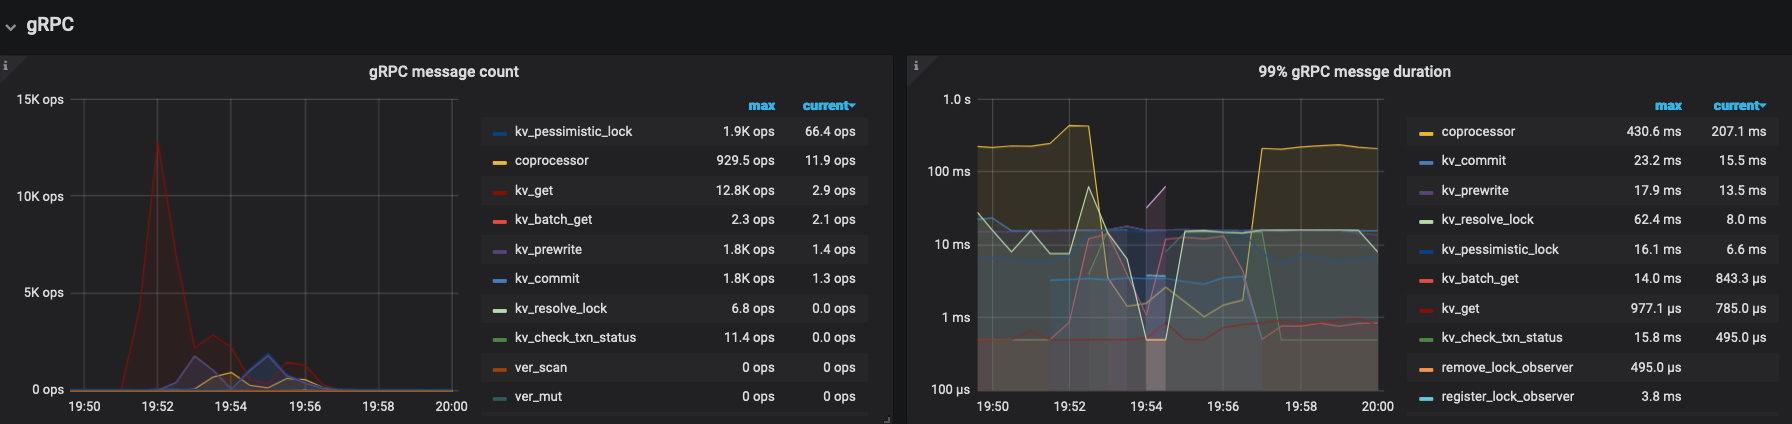 gRPC
gRPC message count
15K ops
10K ops
5K ops
0 ops
19:50 19:52 19:54 19:56 19:58 20:00
max current
kv_pessimistic_lock 1.9K ops 66.4 ops
coprocessor 929.5 ops 11.9 ops
kv_get 12.8K ops 2.9 ops
kv_batch_get 2.3 ops 2.1 ops
kv_prewrite 1.8K ops 1.4 ops
kv_commit 1.8K ops 1.3 ops
kv_resolve_lock 6.8 ops 0.0 ops
kv_check_txn_status 11.4 ops 0.0 ops
ver_scan 0 ops 0 ops
ver_mut 0 ops 0 ops
99% gRPC messge duration
1.0 s
100 ms
10 ms
1 ms
100 µs
19:50 19:52 19:54 19:56 19:58 20:00
max current
coprocessor 430.6 ms 207.1 ms
kv_commit 23.2 ms 15.5 ms
kv_prewrite 17.9 ms 13.5 ms
kv_resolve_lock 62.4 ms 8.0 ms
kv_pessimistic_lock 16.1 ms 6.6 ms
kv_batch_get 14.0 ms 843.3 µs
kv_get 977.1 µs 785.0 µs
kv_check_txn_status 15.8 ms 495.0 µs
remove_lock_observer 495.0 µs
register_lock_observer 3.8 ms